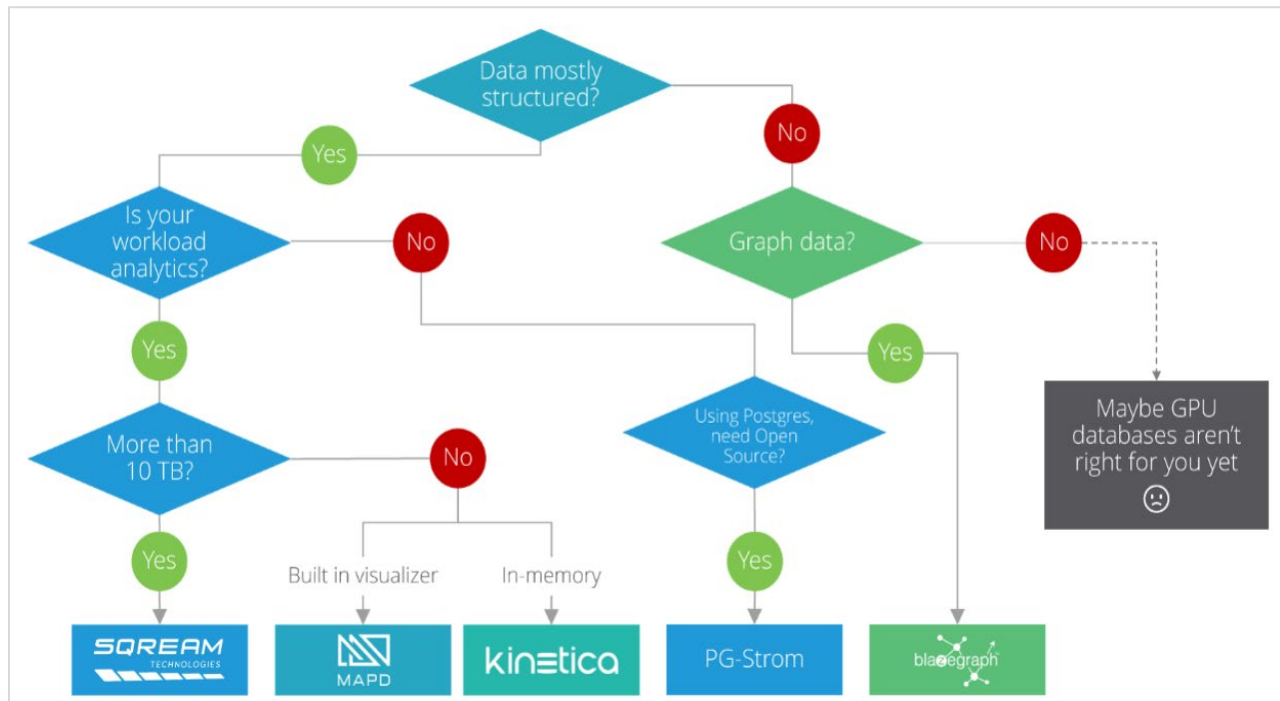 Data mostly
structured?
Yes
No
Is your
workload
analytics?
No
Graph data?
No
Yes
Yes
More than
10 TB?
No
Using Postgres,
need Open
Source?
Maybe GPU
databases aren't
right for you yet
Yes
Built in visualizer
In-memory
Yes
SQREAM
TECHNOLOGIES
MAPD
kinetica
PG-Strom
blazegraph™